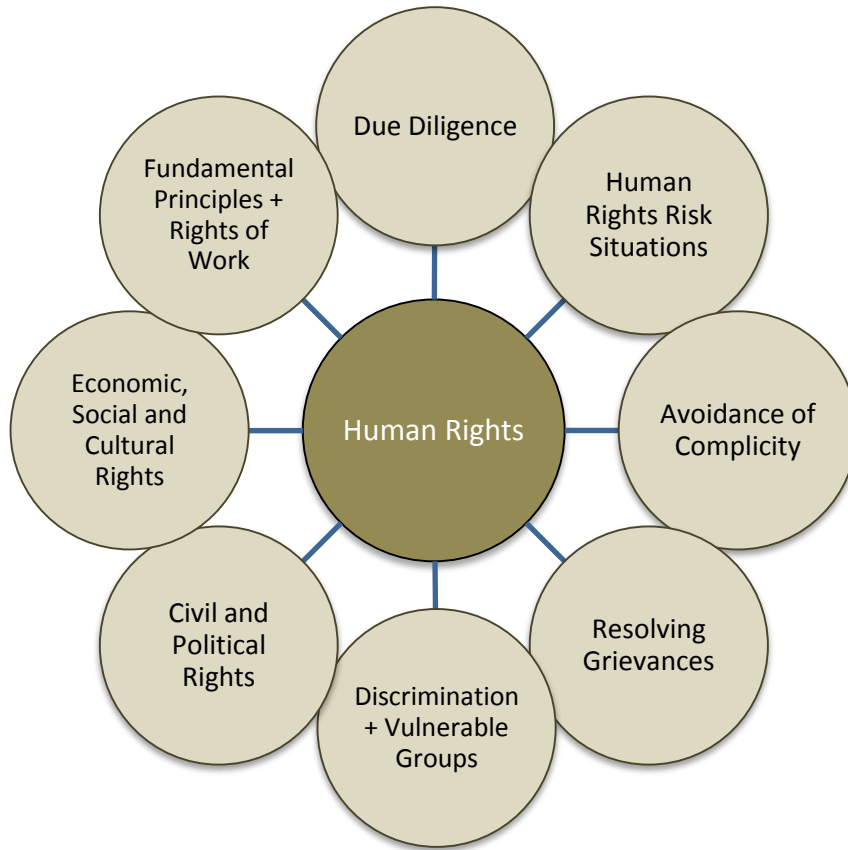 Due Diligence
Human
Rights Risk
Situations
Avoidance of
Complicity
Resolving
Grievances
Discrimination
+ Vulnerable
Groups
Civil and
Political
Rights
Economic,
Social and
Cultural
Rights
Fundamental
Principles +
Rights of
Work
Human Rights